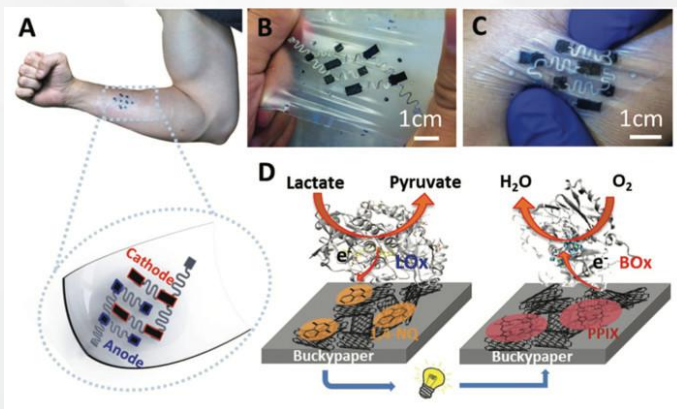 A
B
1cm
C
1cm
Cathode
Anode
D
Lactate
Pyruvate
H2O
O2
e-
LOx
e-
BOx
1,4 NQ
PPIX
Buckypaper
Buckypaper